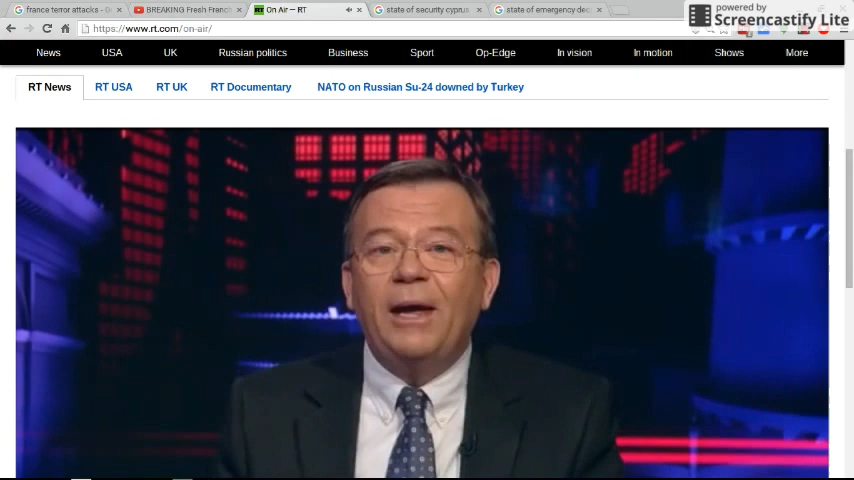 france terror attacks - G
BREAKING Fresh French
RT On Air — RT
state of security cyprus
state of emergency dec
powered by
Screencastify Lite
https://www.rt.com/on-air/
News USA UK Russian politics Business Sport Op-Edge In vision In motion Shows More
RT News RT USA RT UK RT Documentary NATO on Russian Su-24 downed by Turkey